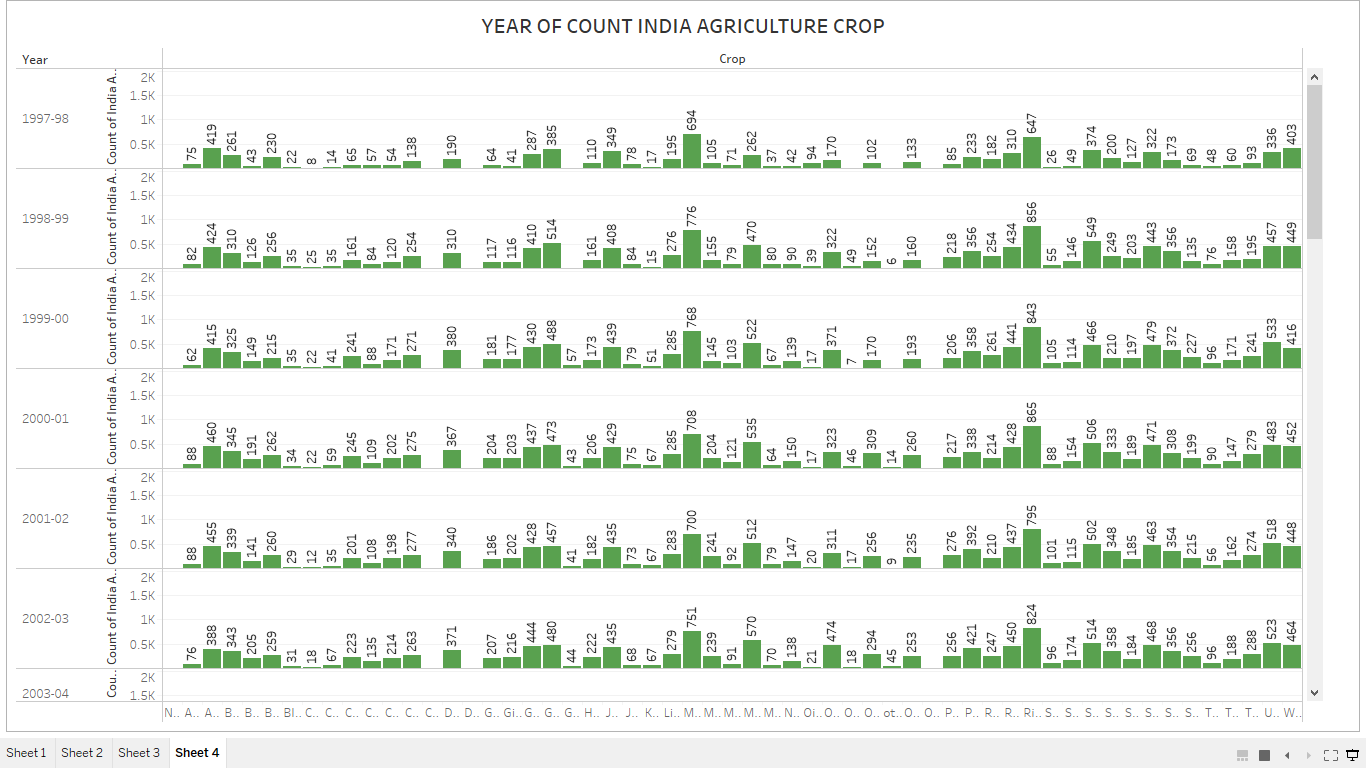 YEAR OF COUNT INDIA AGRICULTURE CROP
Year
Crop
1997-98
Count of India A..
2K
1.5K
1K
0.5K
75 419 261 43 230 22 8 14 65 57 54 138 190 64 41 287 385 110 349 78 17 195 694 105 71 262 37 42 94 170 102 133 85 233 182 310 647 26 49 374 200 127 322 173 69 48 60 93 336 403
1998-99
Count of India A..
2K
1.5K
1K
0.5K
82 424 310 126 256 35 25 35 161 84 120 254 310 117 116 410 514 161 408 84 15 276 776 155 79 470 80 90 39 322 49 152 6 160 218 356 254 434 856 55 146 549 249 203 443 356 135 76 158 195 457 449
1999-00
Count of India A..
2K
1.5K
1K
0.5K
62 415 325 149 215 35 22 41 241 88 171 271 380 181 177 430 488 57 173 439 79 51 285 768 145 103 522 67 139 17 371 7 170 193 206 358 261 441 843 105 114 466 210 197 479 372 227 96 171 241 533 416
2000-01
Count of India A..
2K
1.5K
1K
0.5K
88 460 345 191 262 34 22 59 245 109 202 275 367 204 203 437 473 43 206 429 75 67 285 708 204 121 535 64 150 17 323 46 309 14 260 217 338 214 428 865 88 154 506 333 189 471 308 199 90 147 279 483 452
2001-02
Count of India A..
2K
1.5K
1K
0.5K
88 455 339 141 260 29 12 35 201 108 198 277 340 186 202 428 457 41 182 435 73 67 283 700 241 92 512 79 147 20 311 17 256 9 235 276 392 210 437 795 101 115 502 348 185 463 354 215 56 162 274 518 448
2002-03
Count of India A..
2K
1.5K
1K
0.5K
76 388 343 205 259 31 18 67 223 135 214 263 371 207 216 444 480 44 222 435 68 67 279 751 239 91 570 70 138 21 474 18 294 45 253 256 421 247 450 824 96 174 514 358 184 468 356 256 96 188 288 523 464
2003-04
Cou..
2K
1.5K
N.. A.. A.. B.. B.. B.. Bl.. C.. C.. C.. C.. C.. C.. C.. D.. D.. G.. Gi.. G.. G.. G.. H.. J.. J.. K.. Li.. M.. M.. M.. M.. M.. N.. Oi.. O.. O.. O.. ot.. O.. O.. P.. P.. R.. R.. Ri.. S.. S.. S.. S.. S.. S.. S.. S.. T.. T.. T.. U.. W..
Sheet 1 Sheet 2 Sheet 3 Sheet 4